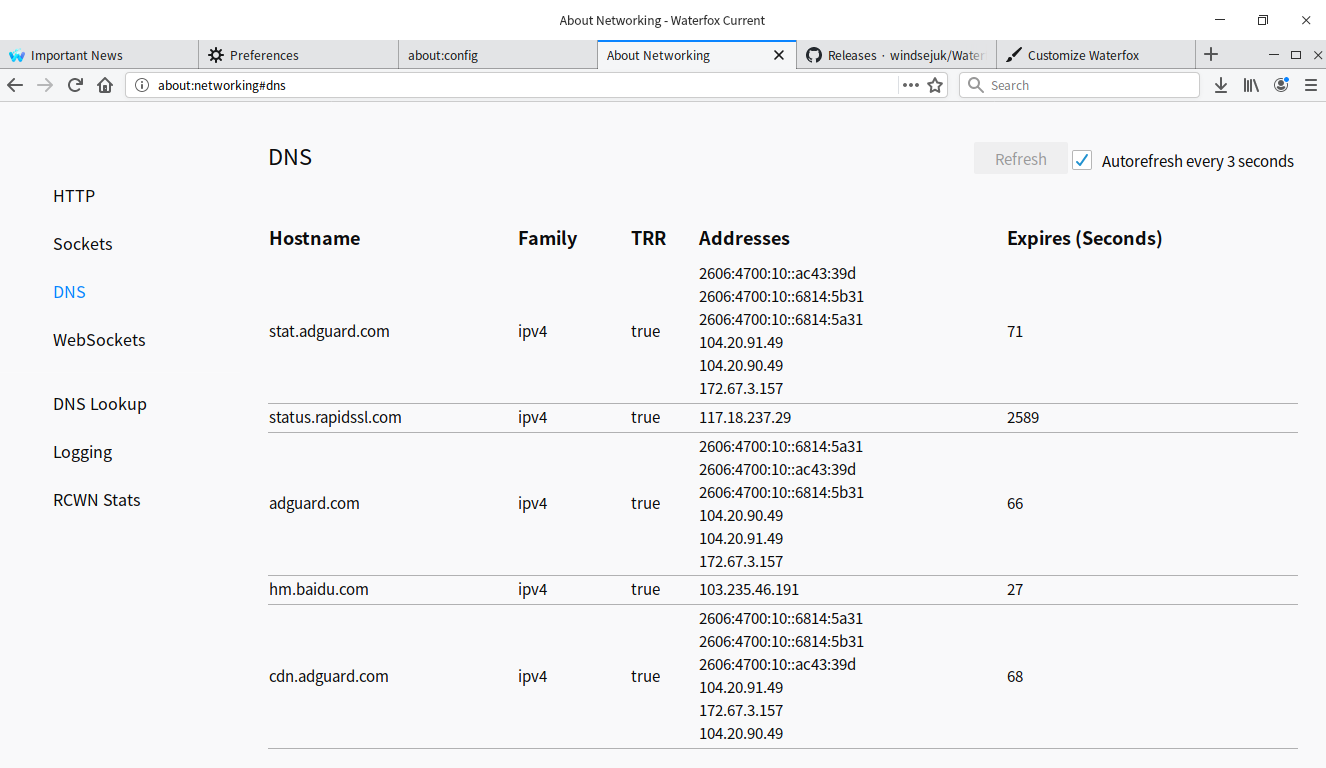 About Networking - Waterfox Current
Important News
Preferences
about:config
About Networking
Releases · windsejuk/Water
Customize Waterfox
about:networking#dns
Search
DNS
Refresh
Autorefresh every 3 seconds
HTTP
Sockets
DNS
WebSockets
DNS Lookup
Logging
RCWN Stats
Hostname Family TRR Addresses Expires (Seconds)
2606:4700:10::ac43:39d
2606:4700:10::6814:5b31
2606:4700:10::6814:5a31
stat.adguard.com ipv4 true 71
104.20.91.49
104.20.90.49
172.67.3.157
status.rapidssl.com ipv4 true 117.18.237.29 2589
2606:4700:10::6814:5a31
2606:4700:10::ac43:39d
2606:4700:10::6814:5b31
adguard.com ipv4 true 66
104.20.90.49
104.20.91.49
172.67.3.157
hm.baidu.com ipv4 true 103.235.46.191 27
2606:4700:10::6814:5a31
2606:4700:10::6814:5b31
2606:4700:10::ac43:39d
cdn.adguard.com ipv4 true 68
104.20.91.49
172.67.3.157
104.20.90.49